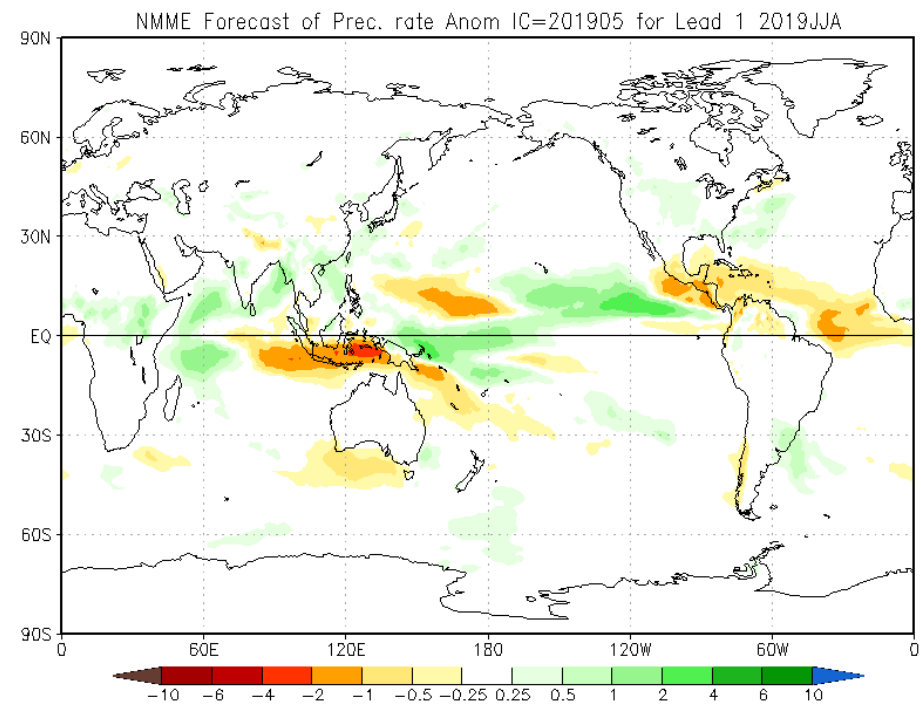 NMME Forecast of Prec. rate Anom IC=201905 for Lead 1 2019JJA
90N
60N
30N
EQ
30S
60S
90S
0 60E 120E 180 120W 60W 0
-10 -6 -4 -2 -1 -0.5 -0.25 0.25 0.5 1 2 4 6 10